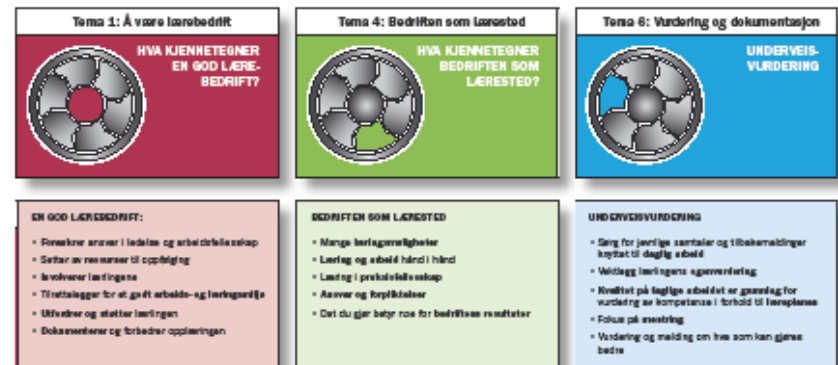 Tema 1: Å være lærebedrift
HVA KJENNETEGNER
EN GOD LÆRE-
BEDRIFT?
Tema 4: Bedriften som lærested
HVA KJENNETEGNER
BEDRIFTEN SOM
LÆRESTED?
Tema 6: Vurdering og dokumentasjon
UNDERVEIS-
VURDERING
EN GOD LÆREBEDRIFT:
• Forankrer ansvar i ledelse og arbeidsfellesskap
• Setter av ressurser til oppfølging
• Involverer lærlingene
• Tilrettelegger for et godt arbeids- og læringsmiljø
• Utfordrer og støtter lærlingen
• Dokumenterer og forbedrer opplæringen
BEDRIFTEN SOM LÆRESTED
• Mange læringsmuligheter
• Læring og arbeid hånd i hånd
• Læring i praksisfellesskap
• Ansvar og forpliktelser
• Det du gjør betyr noe for bedriftens resultater
UNDERVEISVURDERING
• Sørg for jevnlige samtaler og tilbakemeldinger
knyttet til daglig arbeid
• Vektlegg lærlingens egenvurdering
• Kvalitet på faglige arbeidet er grunnlag for
vurdering av kompetanse i forhold til læreplanen
• Fokus på mestring
• Vurdering og melding om hva som kan gjøres
bedre